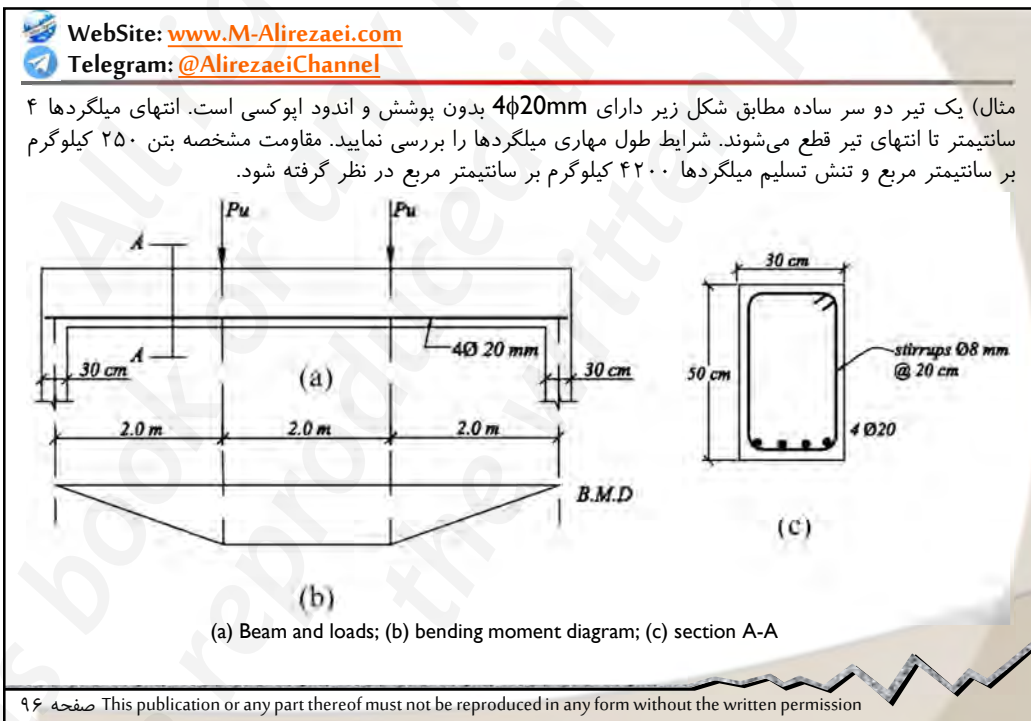 WebSite: www.M-Alirezaei.com
Telegram: @AlirezaeiChannel
مثال) یک تیر دو سر ساده مطابق شکل زیر دارای 4ϕ20mm بدون پوشش و اندود اپوکسی است. انتهای میلگردها ۴
سانتیمتر تا انتهای تیر قطع می‌شوند. شرایط طول مهاری میلگردها را بررسی نمایید. مقاومت مشخصه بتن ۲۵۰ کیلوگرم
بر سانتیمتر مربع و تنش تسلیم میلگردها ۴۲۰۰ کیلوگرم بر سانتیمتر مربع در نظر گرفته شود.
Pu
Pu
A
A
4Ø 20 mm
30 cm
(a)
30 cm
2.0 m
2.0 m
2.0 m
B.M.D
(b)
30 cm
50 cm
stirrups Ø8 mm
@ 20 cm
4 Ø20
(c)
(a) Beam and loads; (b) bending moment diagram; (c) section A-A
صفحه ۹۶ This publication or any part thereof must not be reproduced in any form without the written permission